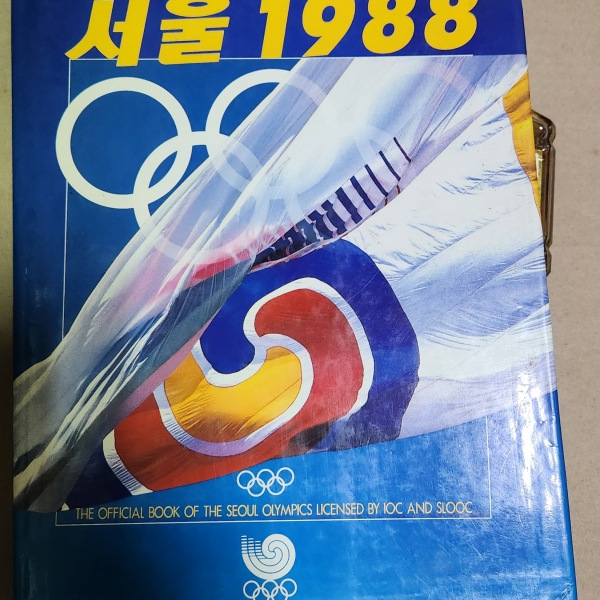 서울 1988
THE OFFICIAL BOOK OF THE SEOUL OLYMPICS LICENSED BY IOC AND SLOOC